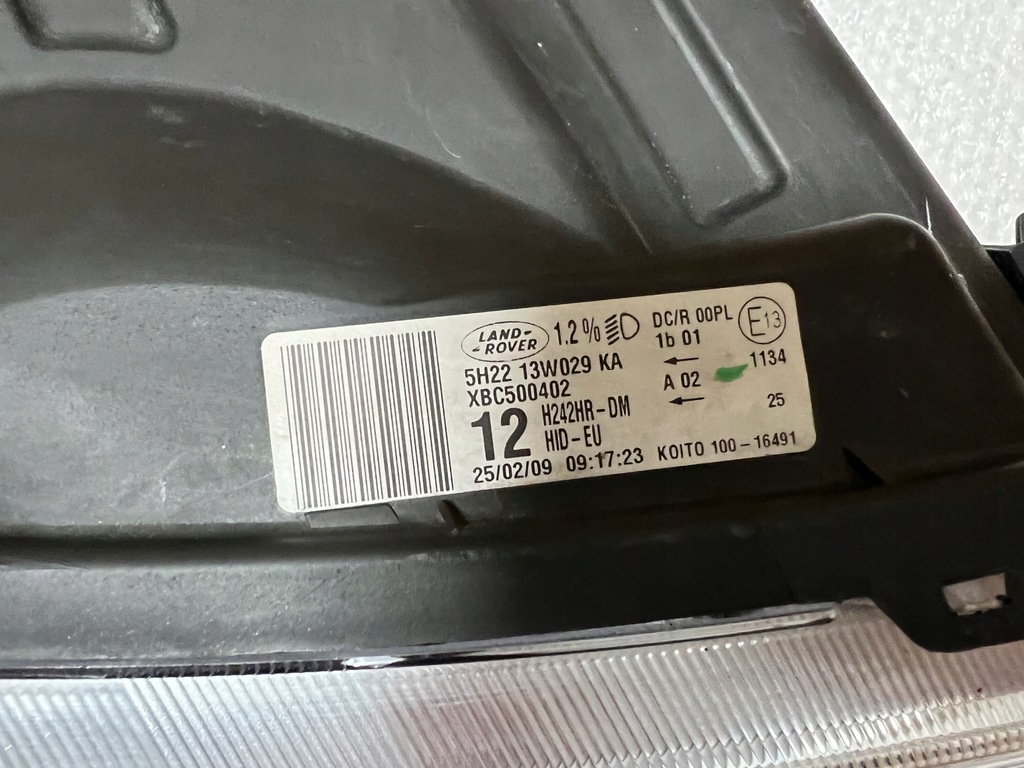 LAND-
-ROVER
1.2%
DC/R 00PL
E13
1b 01
5H22 13W029 KA
1134
XBC500402
A 02
12
H242HR-DM
25
HID-EU
25/02/09 09:17:23
KOITO 100-16491